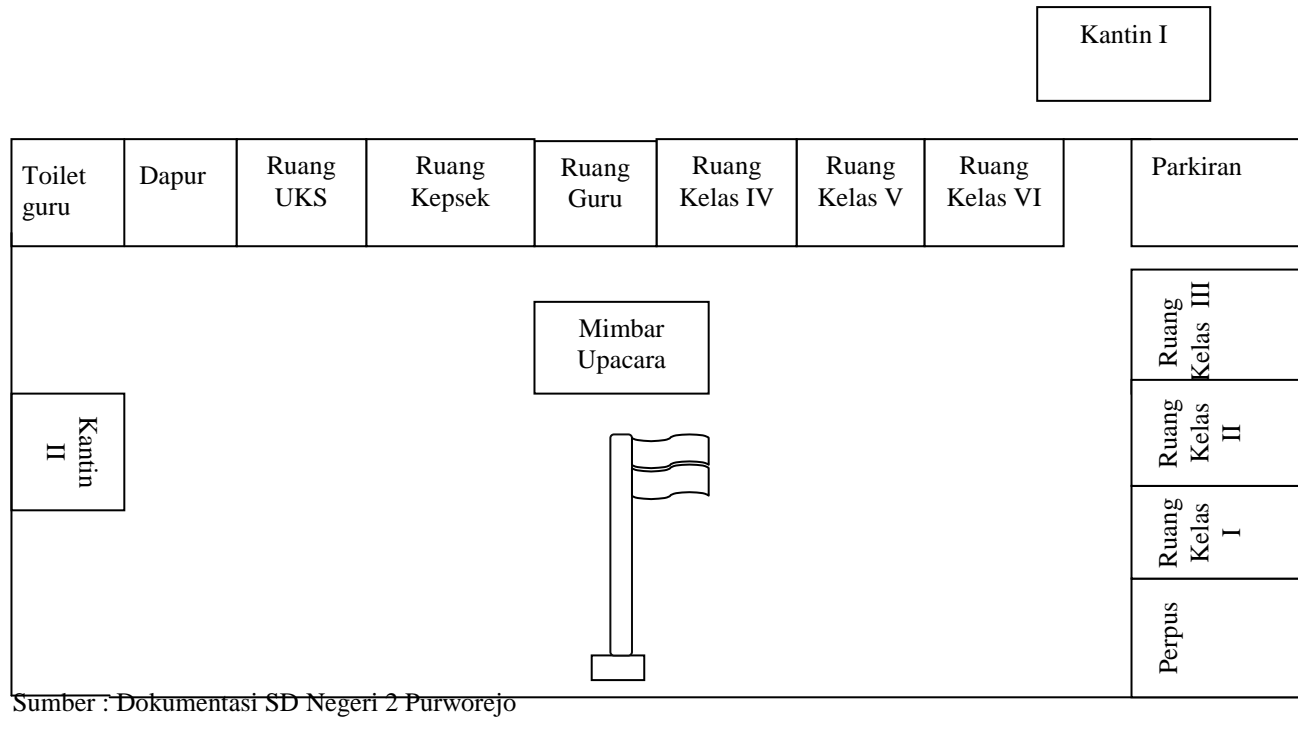 Kantin I
Toilet
guru
Dapur
Ruang
UKS
Ruang
Kepsek
Ruang
Guru
Ruang
Kelas IV
Ruang
Kelas V
Ruang
Kelas VI
Parkiran
Mimbar
Upacara
Kantin
II
Ruang
Kelas III
Ruang
Kelas
II
Ruang
Kelas
I
Perpus
Sumber : Dokumentasi SD Negeri 2 Purworejo